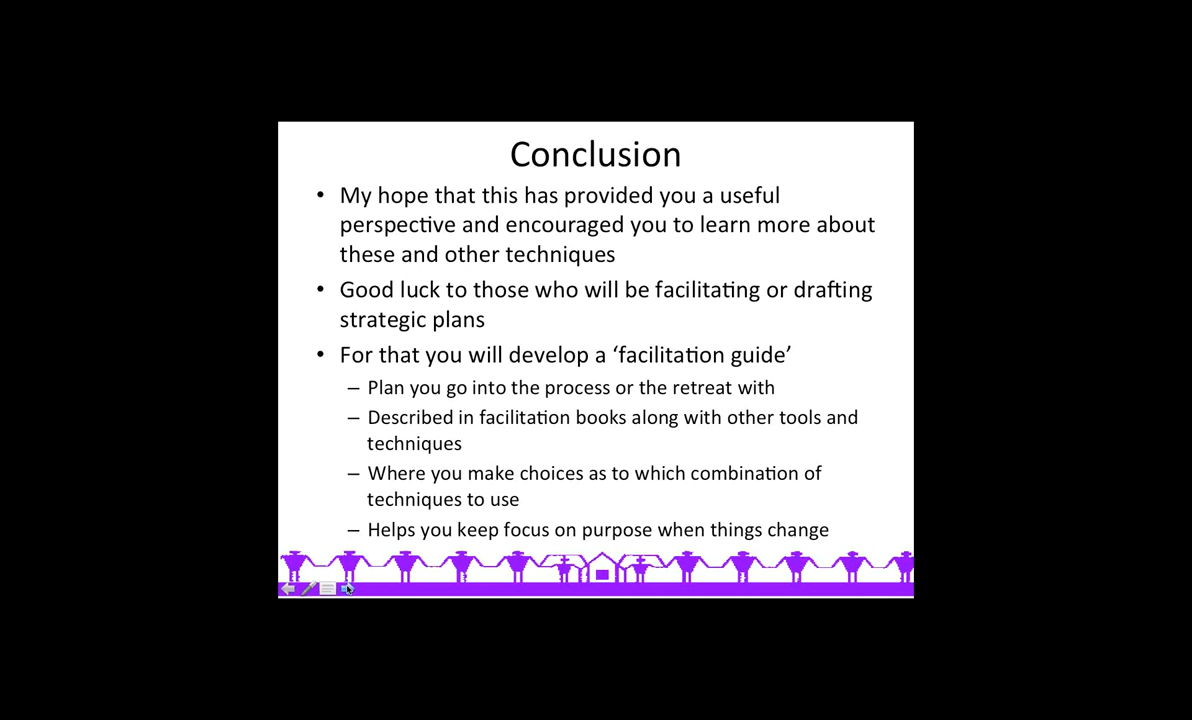 Conclusion
• My hope that this has provided you a useful
perspective and encouraged you to learn more about
these and other techniques
• Good luck to those who will be facilitating or drafting
strategic plans
• For that you will develop a ‘facilitation guide’
– Plan you go into the process or the retreat with
– Described in facilitation books along with other tools and
techniques
– Where you make choices as to which combination of
techniques to use
– Helps you keep focus on purpose when things change